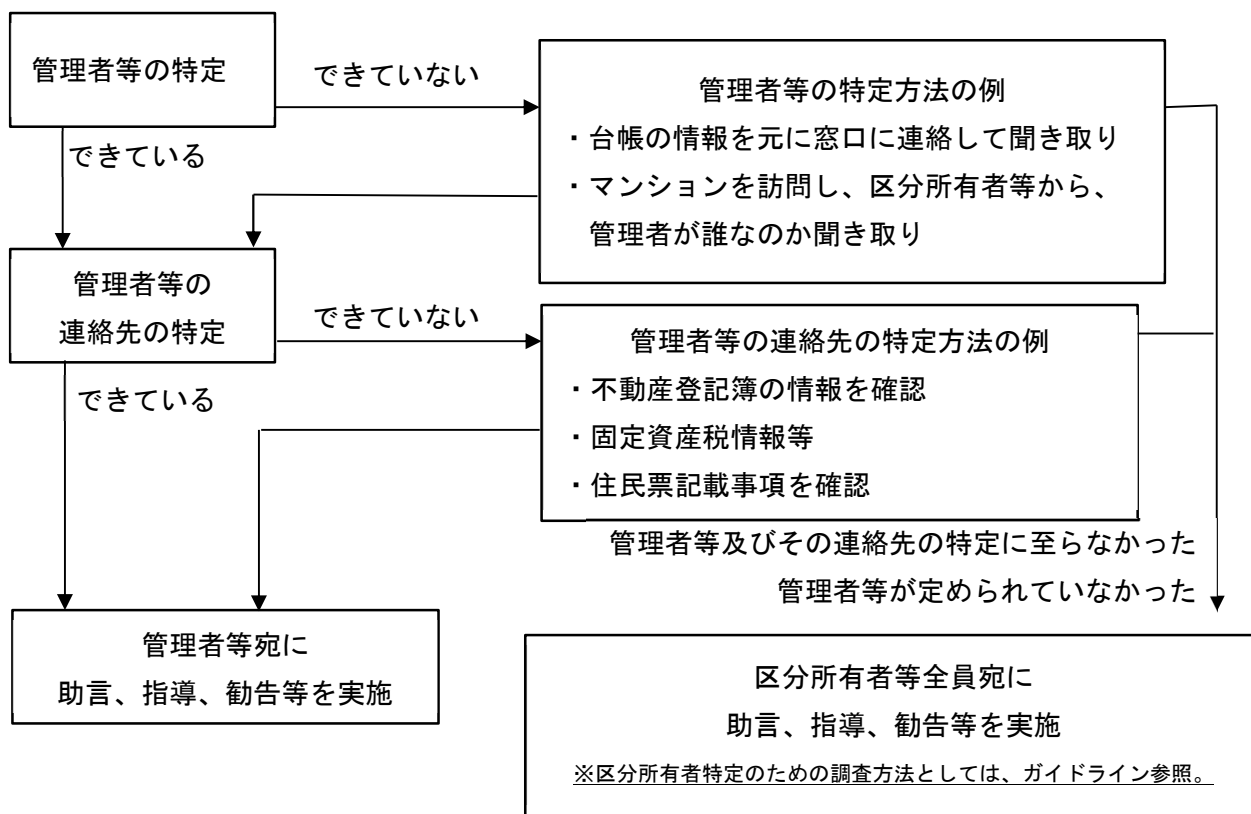 管理者等の特定
できていない
できている
管理者等の特定方法の例
・台帳の情報を元に窓口に連絡して聞き取り
・マンションを訪問し、区分所有者等から、
管理者が誰なのか聞き取り
管理者等の
連絡先の特定
できていない
できている
管理者等の連絡先の特定方法の例
・不動産登記簿の情報を確認
・固定資産税情報等
・住民票記載事項を確認
管理者等及びその連絡先の特定に至らなかった
管理者等が定められていなかった
管理者等宛に
助言、指導、勧告等を実施
区分所有者等全員宛に
助言、指導、勧告等を実施
※区分所有者特定のための調査方法としては、ガイドライン参照。